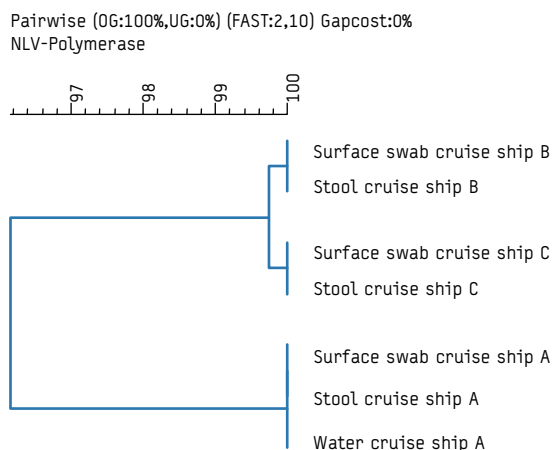 Pairwise (OG:100%,UG:0%) (FAST:2,10) Gapcost:0%
NLV-Polymerase
97 98 99 100
Surface swab cruise ship B
Stool cruise ship B
Surface swab cruise ship C
Stool cruise ship C
Surface swab cruise ship A
Stool cruise ship A
Water cruise ship A